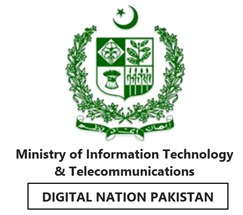 Ministry of Information Technology
& Telecommunications
DIGITAL NATION PAKISTAN